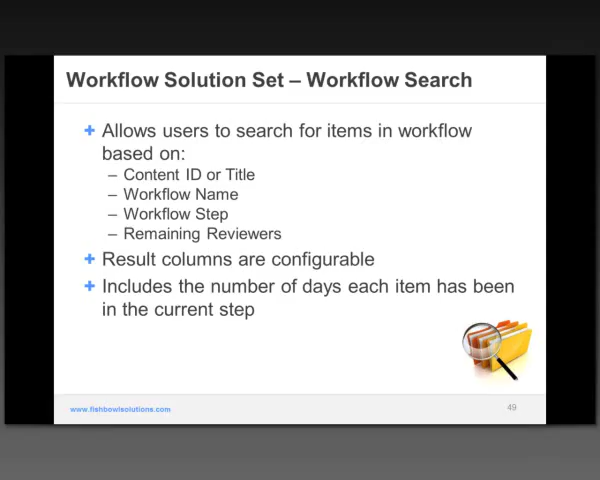 Workflow Solution Set – Workflow Search
+ Allows users to search for items in workflow
based on:
– Content ID or Title
– Workflow Name
– Workflow Step
– Remaining Reviewers
+ Result columns are configurable
+ Includes the number of days each item has been
in the current step
www.fishbowlsolutions.com
49